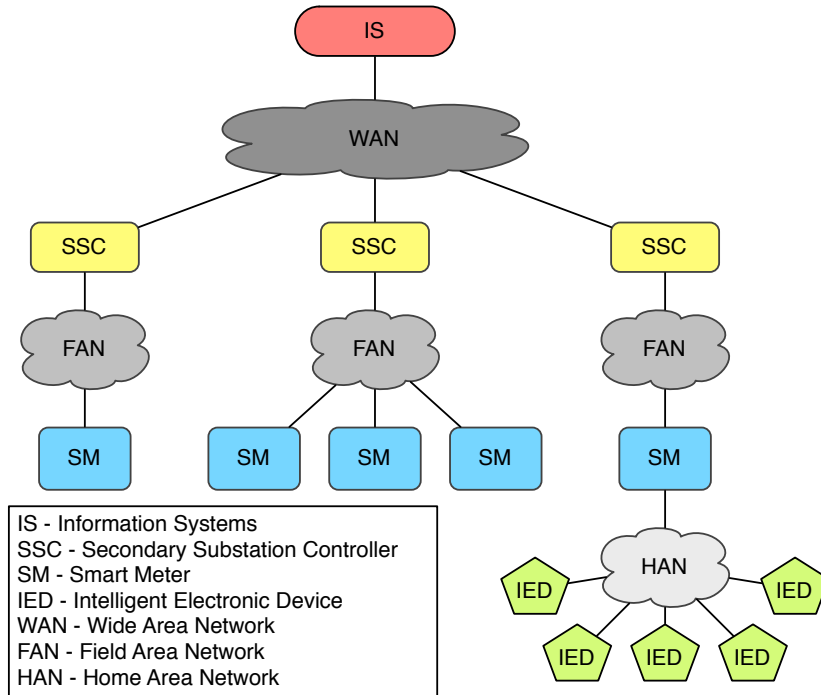 IS
WAN
SSC
SSC
SSC
FAN
FAN
FAN
SM
SM
SM
SM
SM
IS - Information Systems
SSC - Secondary Substation Controller
SM - Smart Meter
IED - Intelligent Electronic Device
WAN - Wide Area Network
FAN - Field Area Network
HAN - Home Area Network
HAN
IED
IED
IED
IED
IED